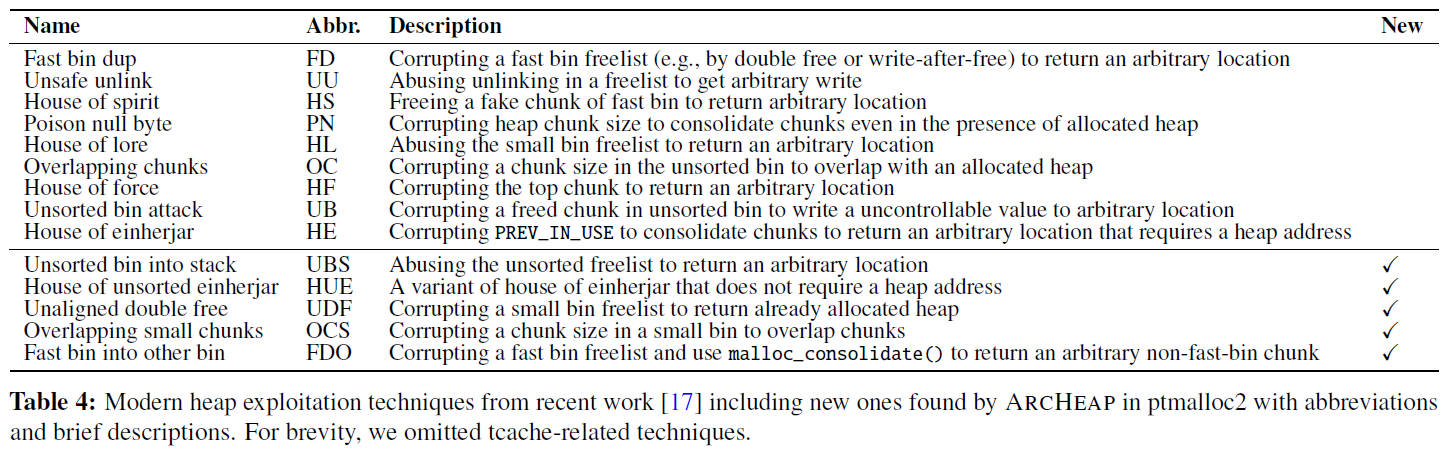 Name Abbr. Description New
Fast bin dup FD Corrupting a fast bin freelist (e.g., by double free or write-after-free) to return an arbitrary location
Unsafe unlink UU Abusing unlinking in a freelist to get arbitrary write
House of spirit HS Freeing a fake chunk of fast bin to return arbitrary location
Poison null byte PN Corrupting heap chunk size to consolidate chunks even in the presence of allocated heap
House of lore HL Abusing the small bin freelist to return an arbitrary location
Overlapping chunks OC Corrupting a chunk size in the unsorted bin to overlap with an allocated heap
House of force HF Corrupting the top chunk to return an arbitrary location
Unsorted bin attack UB Corrupting a freed chunk in unsorted bin to write a uncontrollable value to arbitrary location
House of einherjar HE Corrupting PREV_IN_USE to consolidate chunks to return an arbitrary location that requires a heap address
Unsorted bin into stack UBS Abusing the unsorted freelist to return an arbitrary location ✓
House of unsorted einherjar HUE A variant of house of einherjar that does not require a heap address ✓
Unaligned double free UDF Corrupting a small bin freelist to return already allocated heap ✓
Overlapping small chunks OCS Corrupting a chunk size in a small bin to overlap chunks ✓
Fast bin into other bin FDO Corrupting a fast bin freelist and use malloc_consolidate() to return an arbitrary non-fast-bin chunk ✓
Table 4: Modern heap exploitation techniques from recent work [17] including new ones found by ARCHEAP in ptmalloc2 with abbreviations
and brief descriptions. For brevity, we omitted tcache-related techniques.